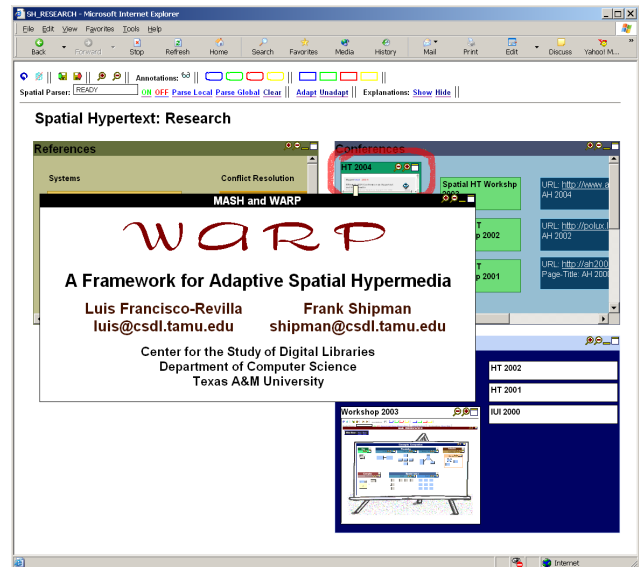 SH_RESEARCH - Microsoft Internet Explorer
File Edit View Favorites Tools Help
Back Forward Stop Refresh Home Search Favorites Media History Mail Print Edit Discuss Yahoo! M...
Annotations:
Spatial Parser: READY ON OFF Parse Local Parse Global Clear || Adapt Unadapt || Explanations: Show Hide ||
Spatial Hypertext: Research
References
Conferences
HT 2004
Systems
Conflict Resolution
Spatial HT Workshp
2003
URL: http://www.a
AH 2004
MASH and WARP
WARP
T
p 2002
URL: http://polux.l
AH 2002
A Framework for Adaptive Spatial Hypermedia
T
p 2001
URL: http://ah200
Page-Title: AH 200
Luis Francisco-Revilla
luis@csdl.tamu.edu
Frank Shipman
shipman@csdl.tamu.edu
Center for the Study of Digital Libraries
Department of Computer Science
Texas A&M University
HT 2002
HT 2001
IUI 2000
Workshop 2003
Internet